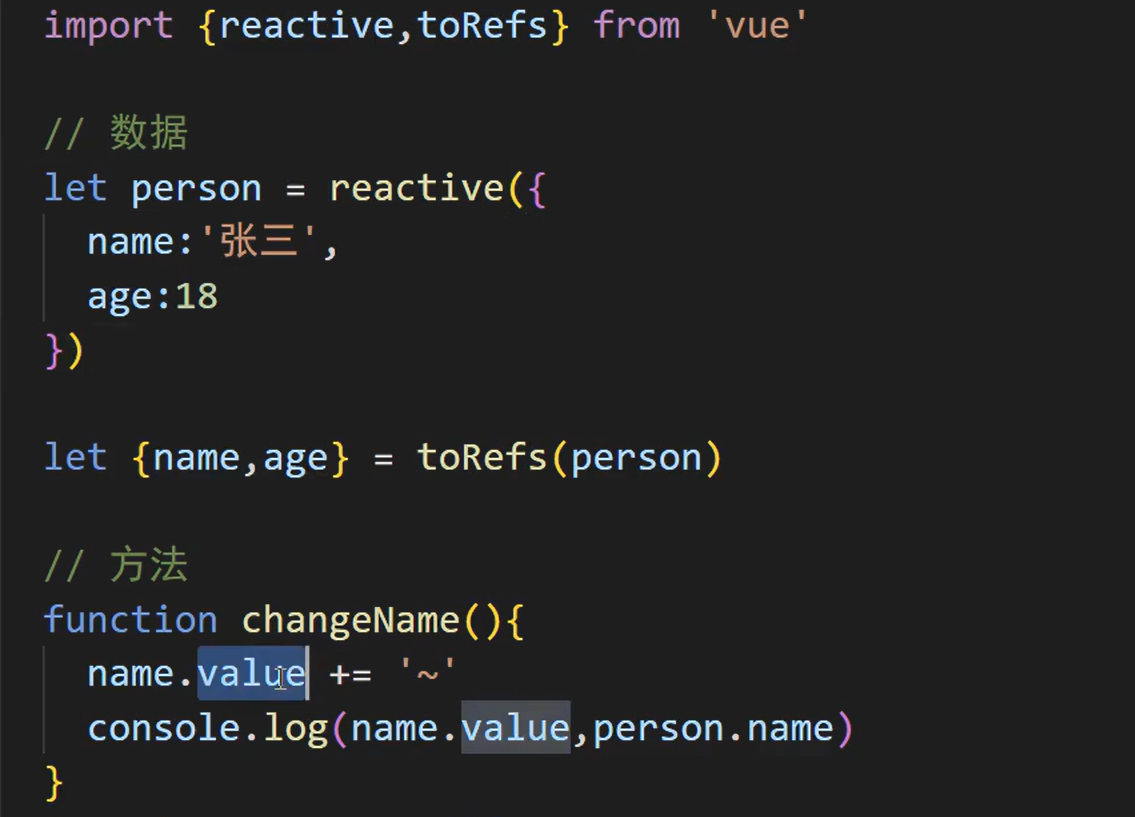 import {reactive,toRefs} from 'vue'
// 数据
let person = reactive({
name:'张三',
age:18
})
let {name,age} = toRefs(person)
// 方法
function changeName(){
name.value += '~'
console.log(name.value,person.name)
}